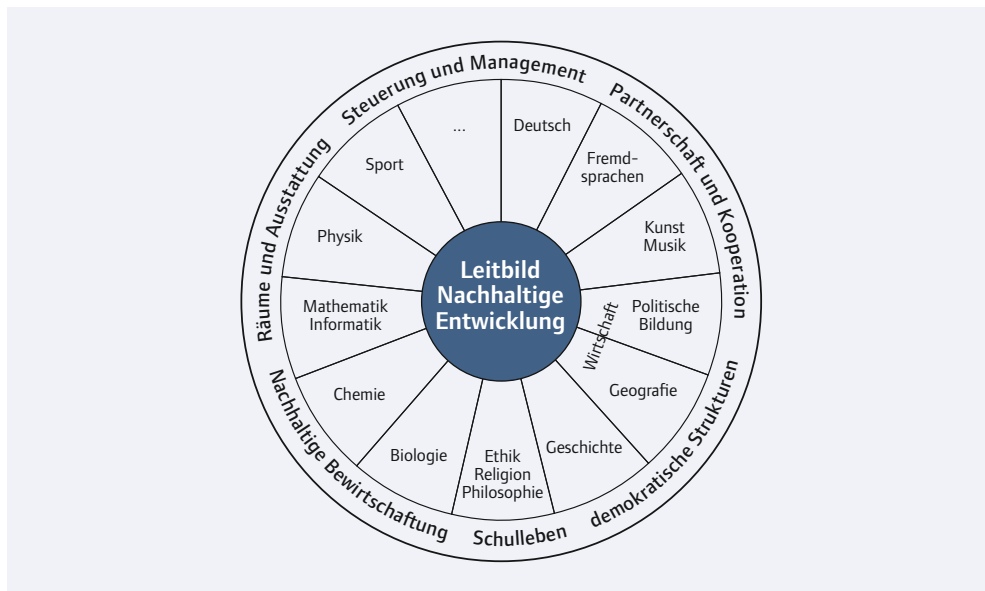 Steuerung und Management
Partnerschaft und Kooperation
demokratische Strukturen
Schulleben
Nachhaltige Bewirtschaftung
Räume und Ausstattung
...
Deutsch
Fremd-
sprachen
Kunst
Musik
Politische
Bildung
Wirtschaft
Geografie
Geschichte
Ethik
Religion
Philosophie
Biologie
Chemie
Mathematik
Informatik
Physik
Sport
Leitbild
Nachhaltige
Entwicklung